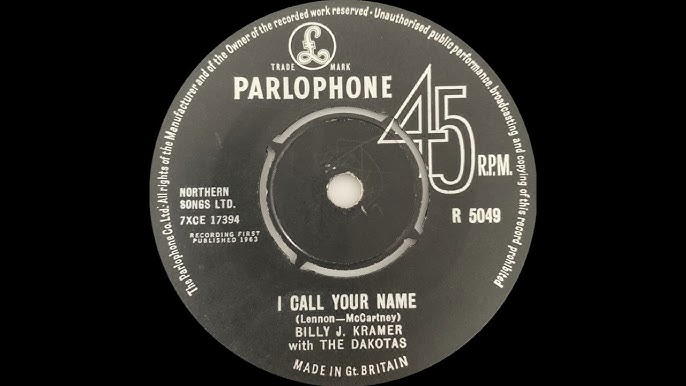 The Parlophone Co.Ltd.:-All rights of the Manufacturer and of the Owner of the recorded work reserved-Unauthorised public performance, broadcasting and copying of this record prohibited
£
TRADE MARK
PARLOPHONE
45
R.P.M.
NORTHERN
SONGS LTD.
7XCE 17394
RECORDING FIRST
PUBLISHED 1963
R 5049
I CALL YOUR NAME
(Lennon—McCartney)
BILLY J. KRAMER
with THE DAKOTAS
MADE IN Gt. BRITAIN